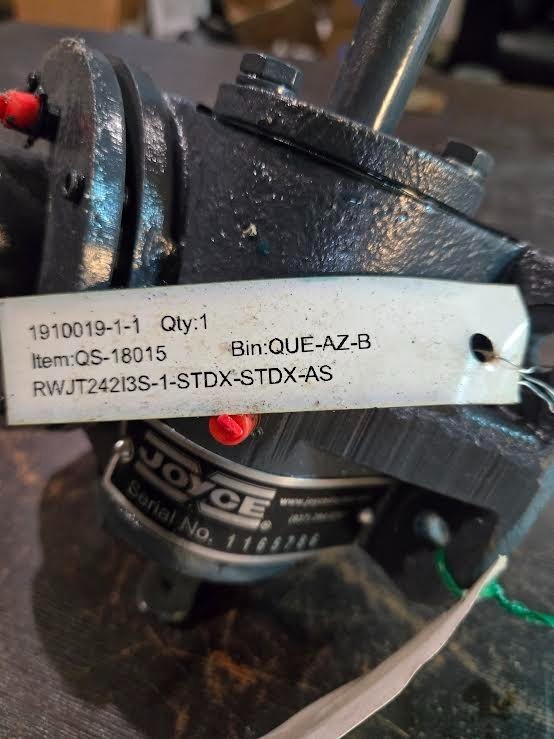 1910019-1-1 Qty:1
Item:QS-18015 Bin:QUE-AZ-B
RWJT242I3S-1-STDX-STDX-AS
JOYCE
®
Serial No. 1166786